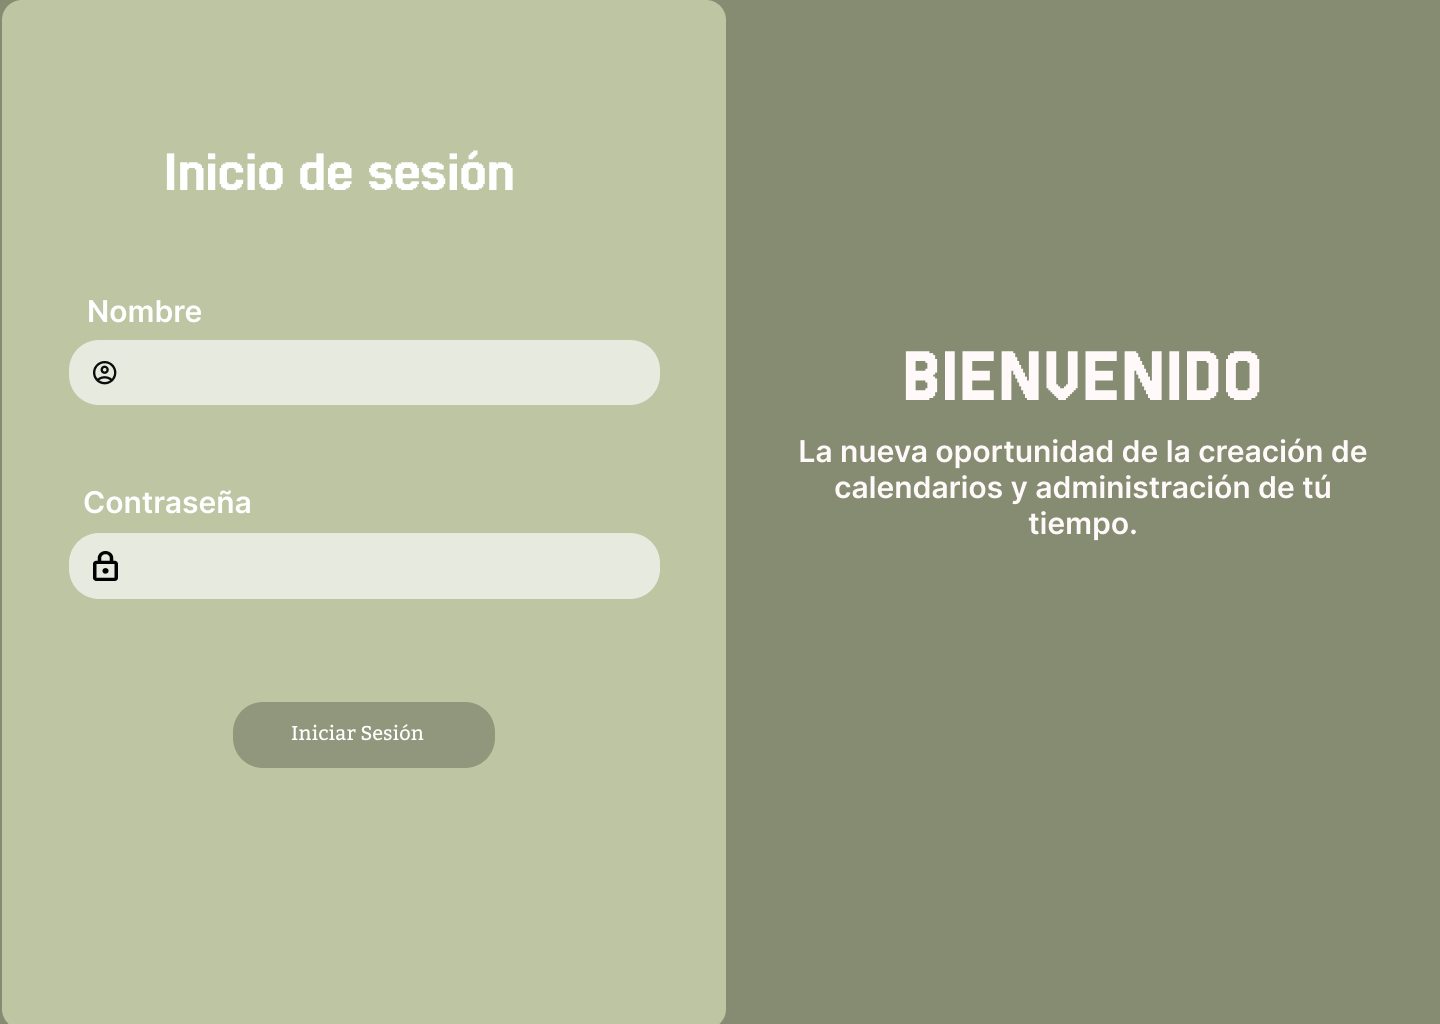 Inicio de sesión
Nombre
Contraseña
Iniciar Sesión
BIENVENIDO
La nueva oportunidad de la creación de
calendarios y administración de tú
tiempo.